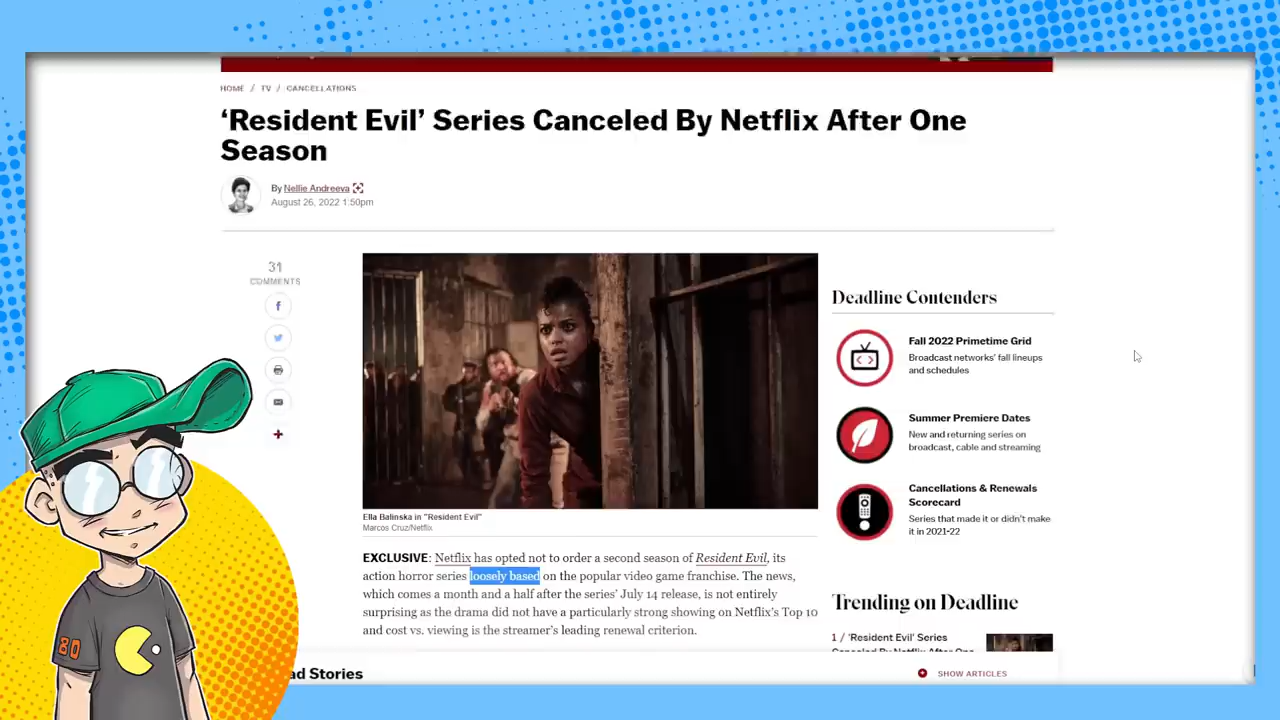 HOME / TV / CANCELLATIONS
‘Resident Evil’ Series Canceled By Netflix After One
Season
By Nellie Andreeva
August 26, 2022 1:50pm
31
COMMENTS
Ella Balinska in "Resident Evil"
Marcos Cruz/Netflix
EXCLUSIVE: Netflix has opted not to order a second season of Resident Evil, its
action horror series loosely based on the popular video game franchise. The news,
which comes a month and a half after the series’ July 14 release, is not entirely
surprising as the drama did not have a particularly strong showing on Netflix’s Top 10
and cost vs. viewing is the streamer’s leading renewal criterion.
Deadline Contenders
Fall 2022 Primetime Grid
Broadcast networks’ fall lineups
and schedules
Summer Premiere Dates
New and returning series on
broadcast, cable and streaming
Cancellations & Renewals
Scorecard
Series that made it or didn’t make
it in 2021-22
Trending on Deadline
1 / ‘Resident Evil’ Series
Canceled By Netflix After One
ad Stories
SHOW ARTICLES
80